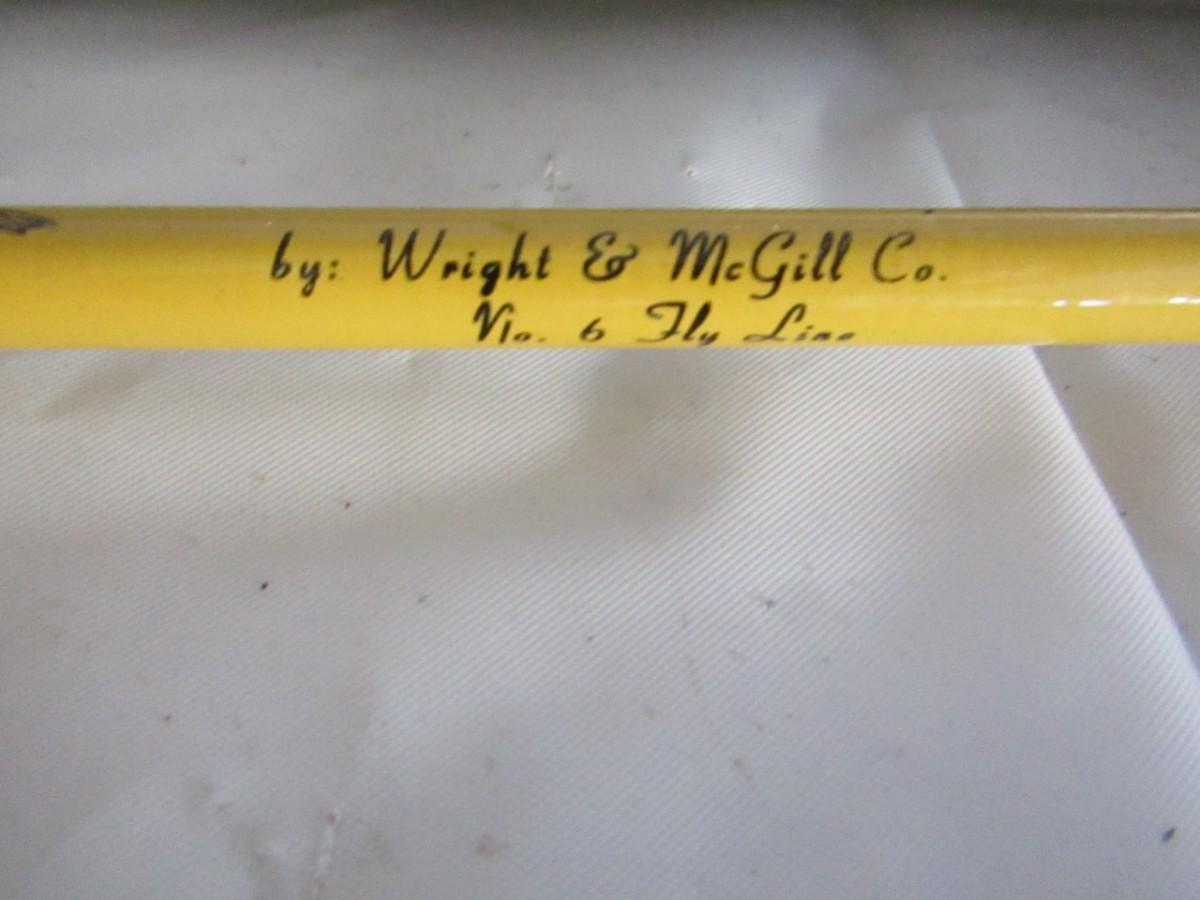 by: Wright & McGill Co.
No. 6 Fly Line